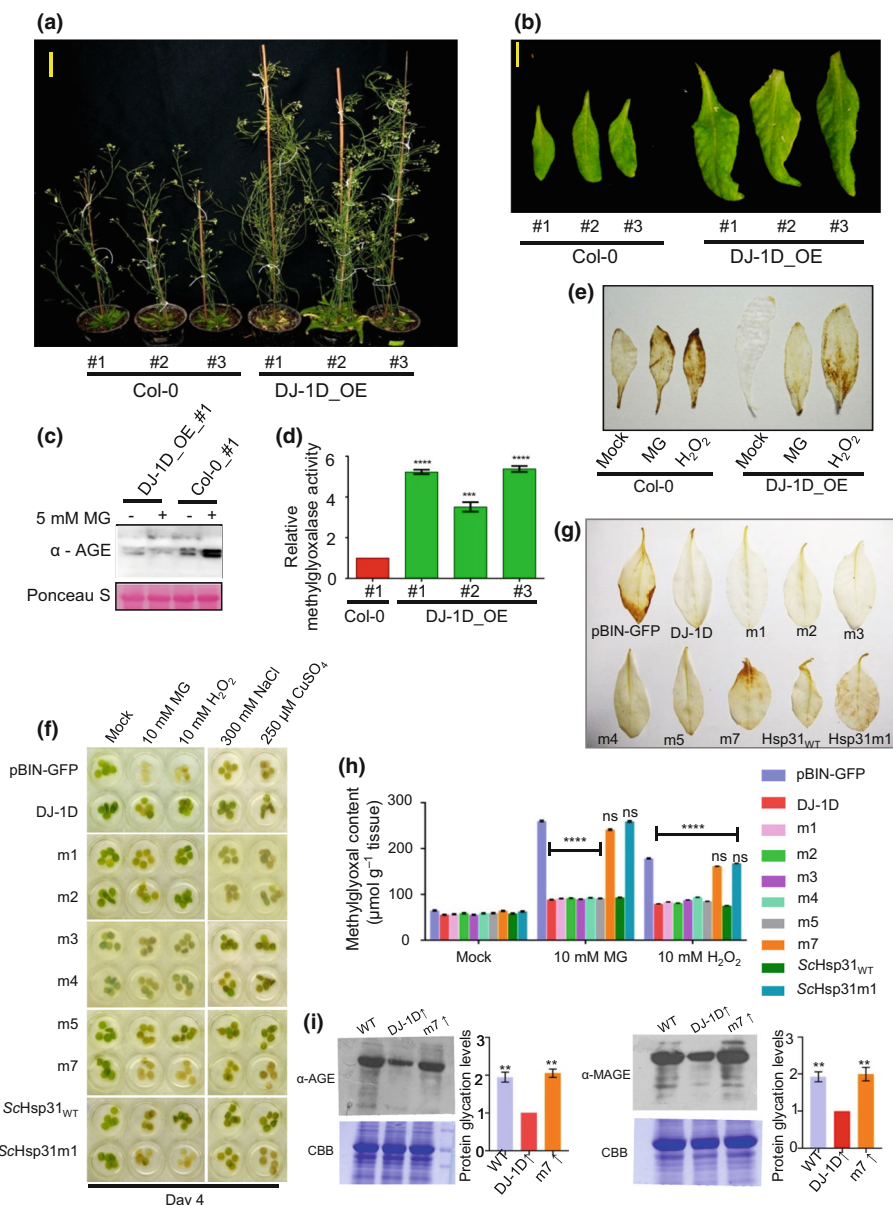 (a)
#1 #2 #3 #1 #2 #3
Col-0 DJ-1D_OE
(b)
#1 #2 #3 #1 #2 #3
Col-0 DJ-1D_OE
(c)
DJ-1D_OE_#1 Col-0_#1
5 mM MG - + - +
α - AGE
Ponceau S
(d)
Relative
methylglyoxalase activity
6
4
2
0
**** *** ****
#1 #1 #2 #3
Col-0 DJ-1D_OE
(e)
Mock MG H₂O₂ Mock MG H₂O₂
Col-0 DJ-1D_OE
(f)
Mock 10 mM MG 10 mM H₂O₂ 300 mM NaCl 250 µM CuSO₄
pBIN-GFP
DJ-1D
m1
m2
m3
m4
m5
m7
ScHsp31WT
ScHsp31m1
Day 4
(g)
pBIN-GFP DJ-1D m1 m2 m3
m4 m5 m7 Hsp31WT Hsp31m1
(h)
Methylglyoxal content
(µmol g⁻¹ tissue)
300
200
100
0
**** ns ns **** ns ns
Mock 10 mM MG 10 mM H₂O₂
pBIN-GFP
DJ-1D
m1
m2
m3
m4
m5
m7
ScHsp31WT
ScHsp31m1
(i)
WT DJ-1D↑ m7↑
α-AGE
CBB
Protein glycation levels
3
2
1
0
** **
WT DJ-1D↑ m7↑
WT DJ-1D↑ m7↑
α-MAGE
CBB
Protein glycation levels
3
2
1
0
** **
WT DJ-1D↑ m7↑